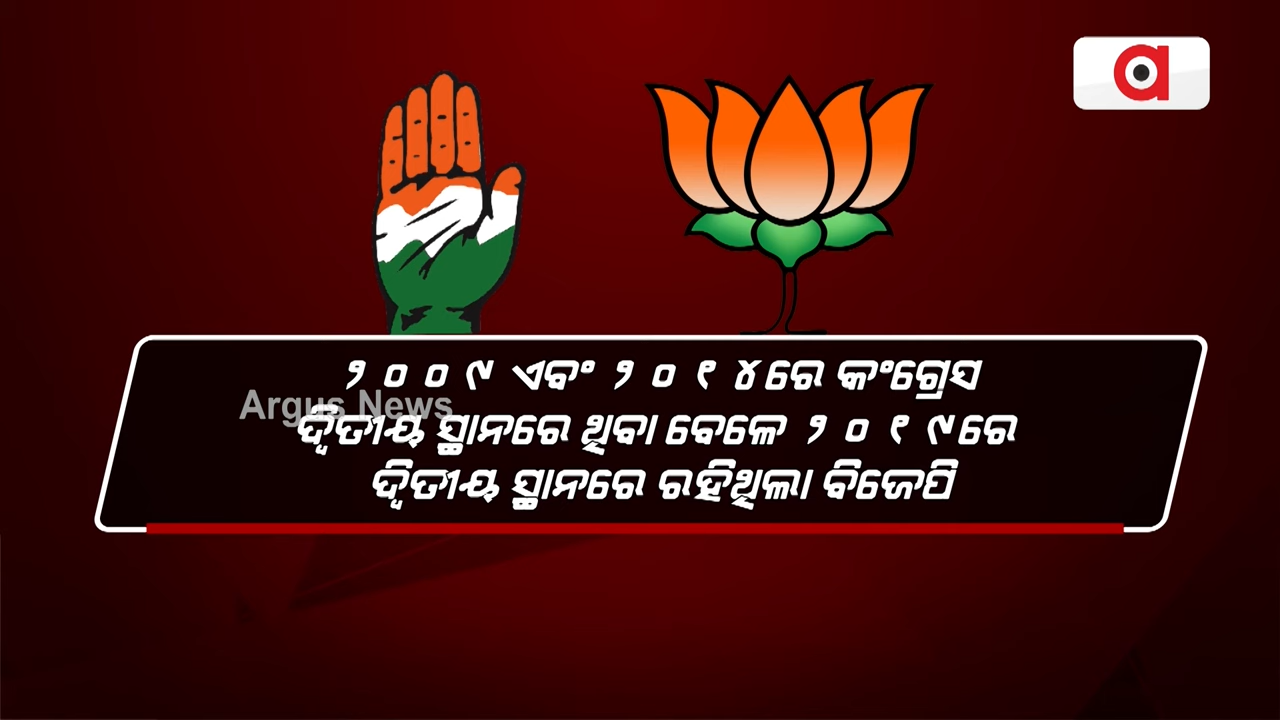 ୨୦୦୯ ଏବଂ ୨୦୧୪ରେ କଂଗ୍ରେସ
Argus News
ଦ୍ୱିତୀୟ ସ୍ଥାନରେ ଥିବା ବେଳେ ୨୦୧୯ରେ
ଦ୍ୱିତୀୟ ସ୍ଥାନରେ ରହିଥିଲା ବିଜେପି